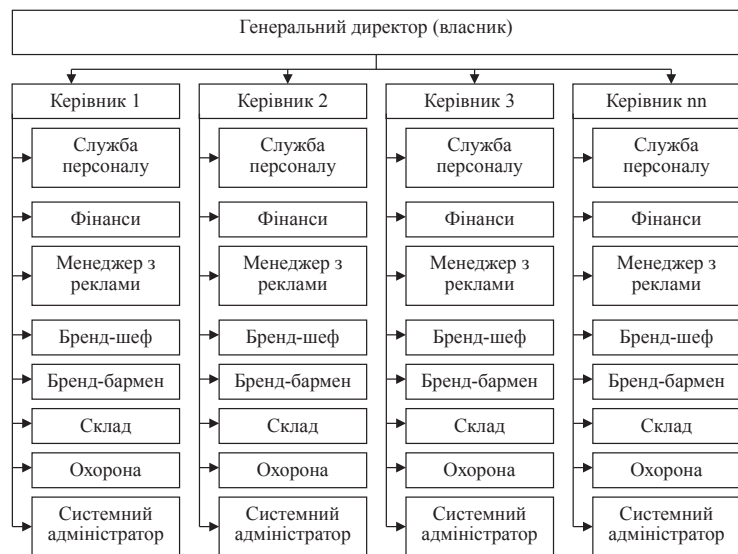 Генеральний директор (власник)
Керівник 1
Керівник 2
Керівник 3
Керівник nn
Служба
персоналу
Служба
персоналу
Служба
персоналу
Служба
персоналу
Фінанси
Фінанси
Фінанси
Фінанси
Менеджер з
реклами
Менеджер з
реклами
Менеджер з
реклами
Менеджер з
реклами
Бренд-шеф
Бренд-шеф
Бренд-шеф
Бренд-шеф
Бренд-бармен
Бренд-бармен
Бренд-бармен
Бренд-бармен
Склад
Склад
Склад
Склад
Охорона
Охорона
Охорона
Охорона
Системний
адміністратор
Системний
адміністратор
Системний
адміністратор
Системний
адміністратор